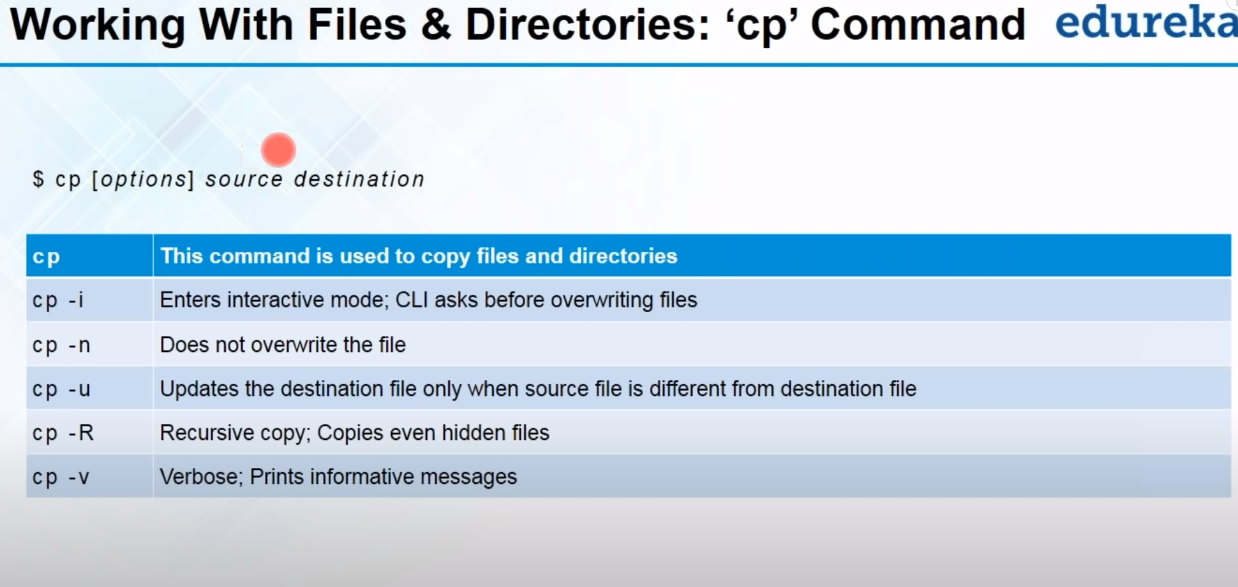 Working With Files & Directories: ‘cp’ Command edureka
$ cp [options] source destination
cp This command is used to copy files and directories
cp -i Enters interactive mode; CLI asks before overwriting files
cp -n Does not overwrite the file
cp -u Updates the destination file only when source file is different from destination file
cp -R Recursive copy; Copies even hidden files
cp -v Verbose; Prints informative messages